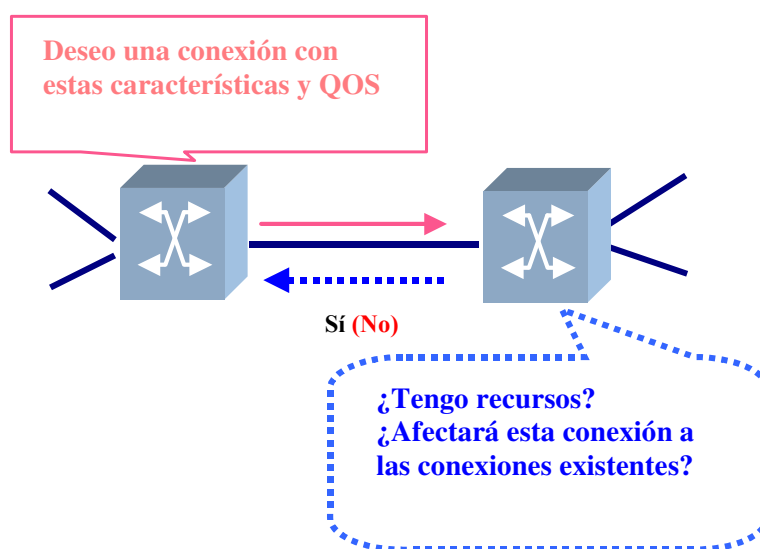 Deseo una conexión con
estas características y QOS
Sí (No)
¿Tengo recursos?
¿Afectará esta conexión a
las conexiones existentes?